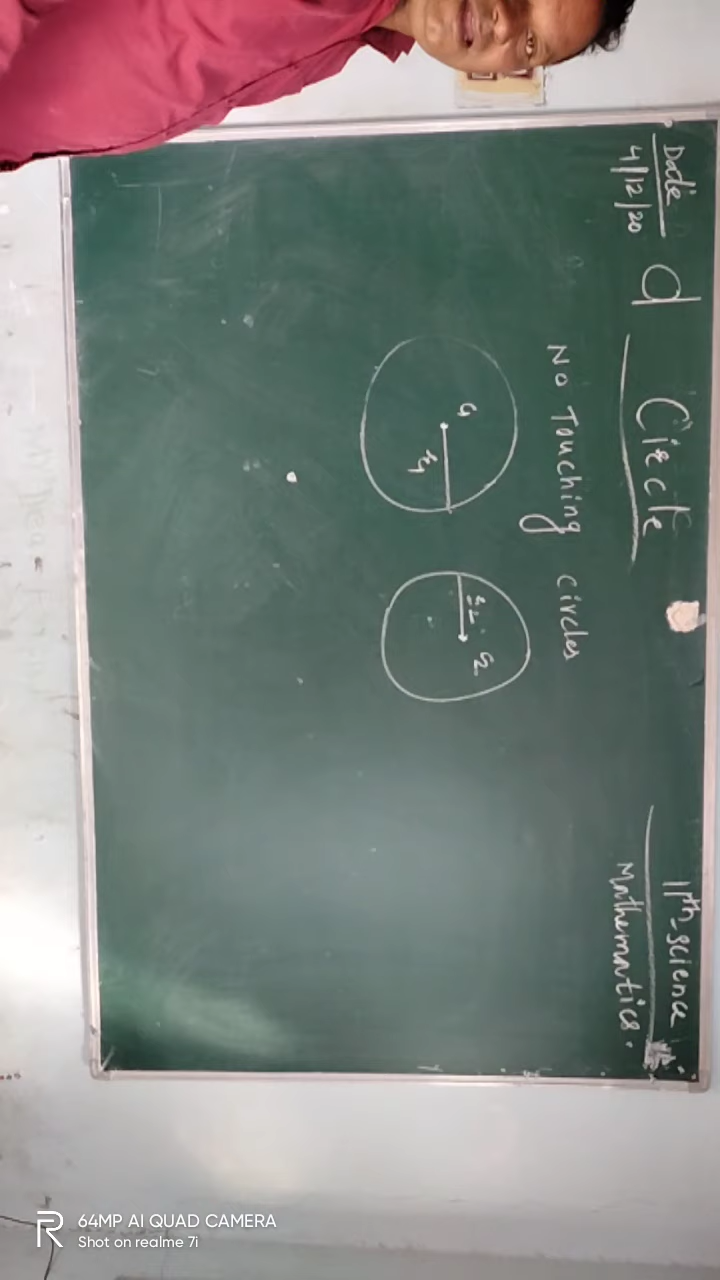 Date
4/12/20
d
Circle
11th-science
Mathematics.
No Touching circles
C1
r1
r2
C2
R
64MP AI QUAD CAMERA
Shot on realme 7i